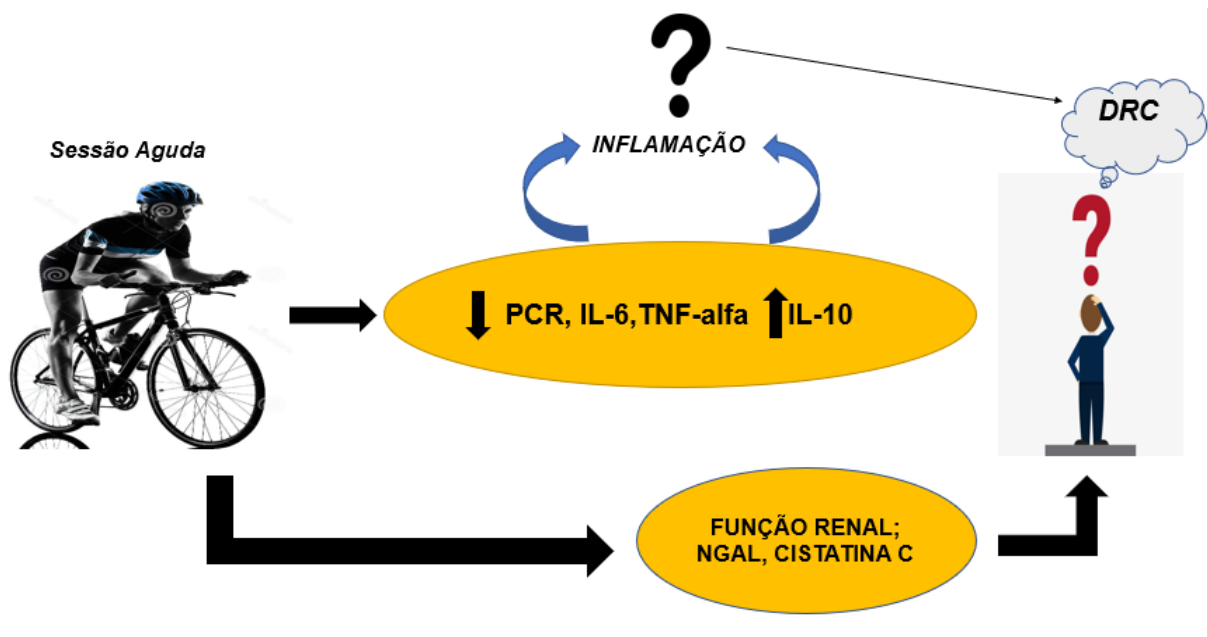 ?
DRC
Sessão Aguda
INFLAMAÇÃO
?
PCR, IL-6,TNF-alfa IL-10
FUNÇÃO RENAL;
NGAL, CISTATINA C